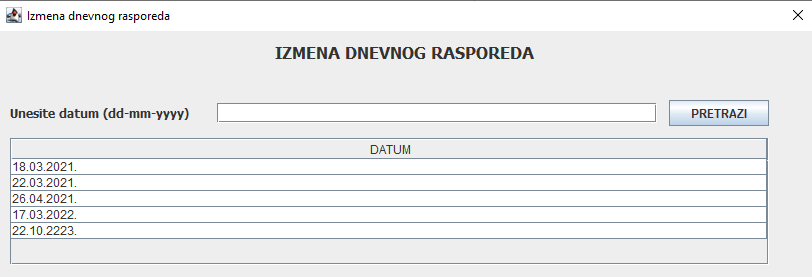 Izmena dnevnog rasporeda
IZMENA DNEVNOG RASPOREDA
Unesite datum (dd-mm-yyyy)
PRETRAZI
DATUM
18.03.2021.
22.03.2021.
26.04.2021.
17.03.2022.
22.10.2223.